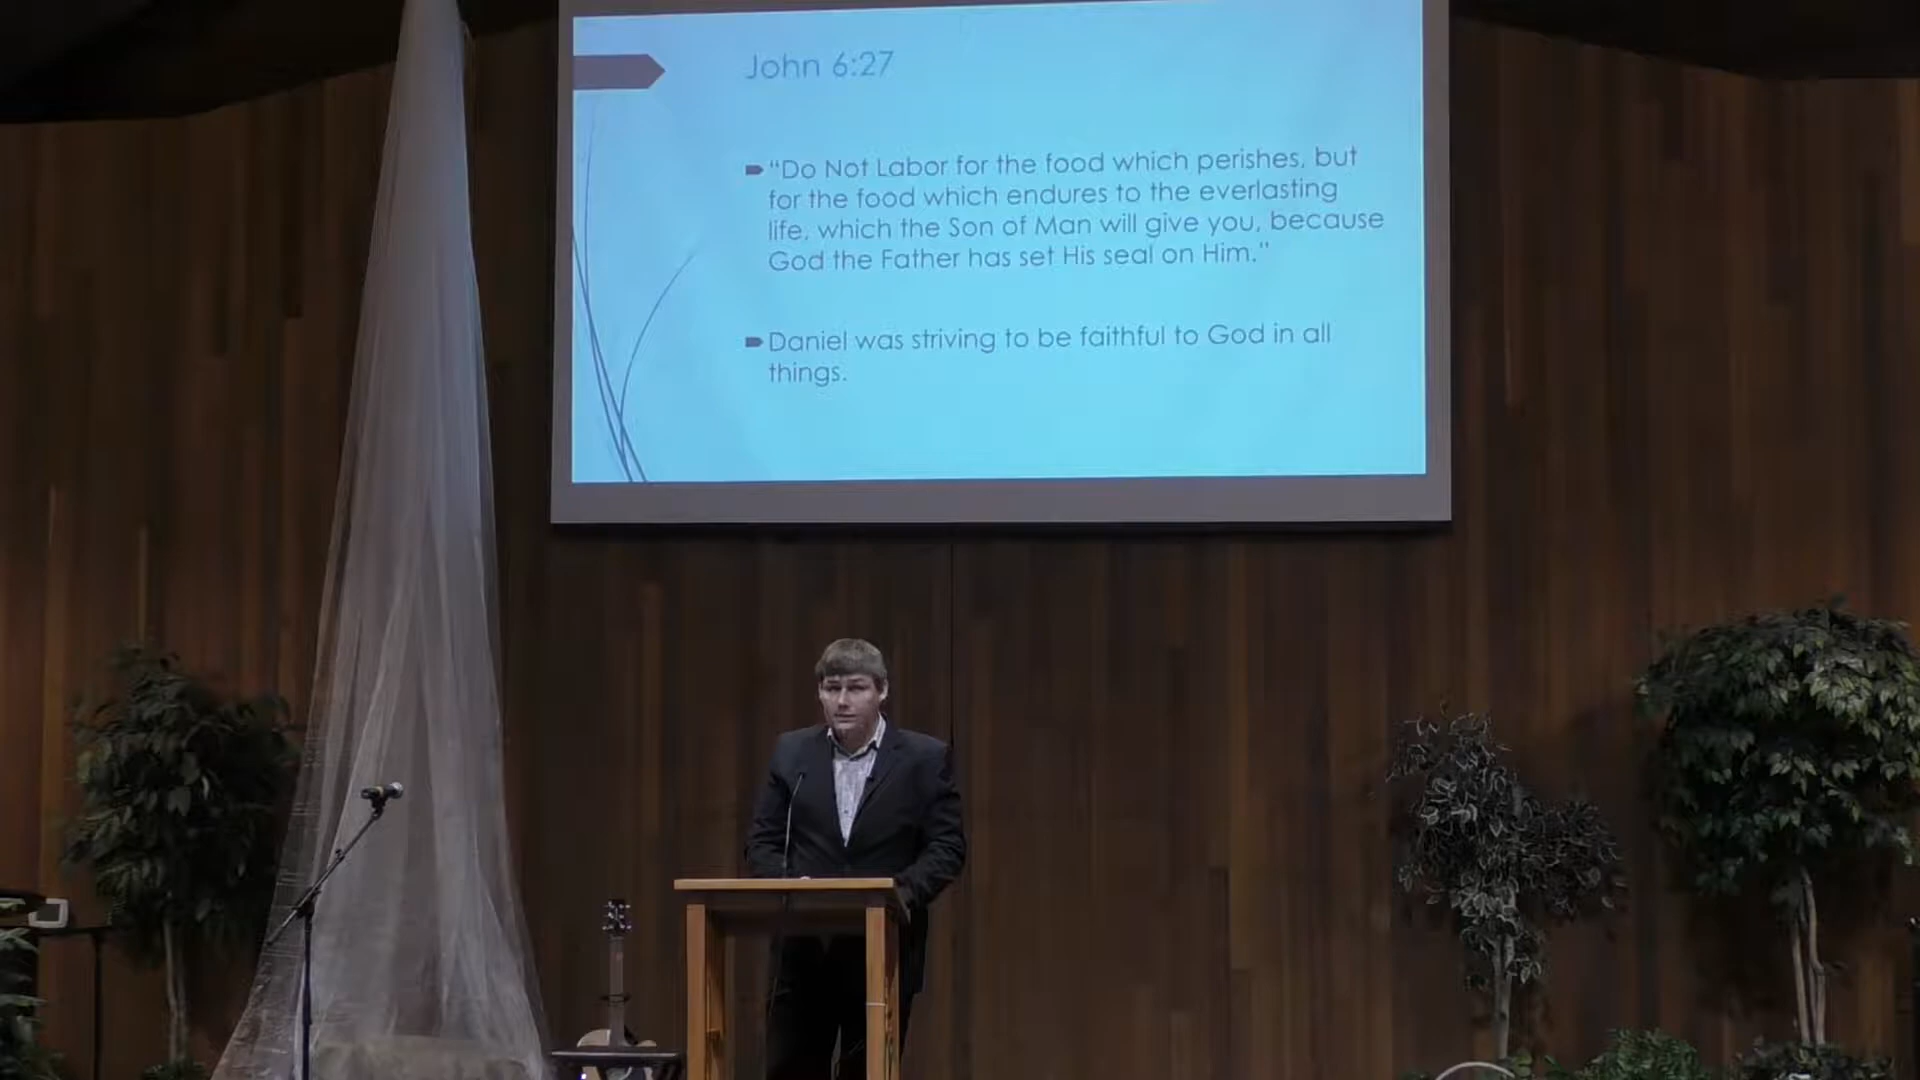 John 6:27
“Do Not Labor for the food which perishes, but
for the food which endures to the everlasting
life, which the Son of Man will give you, because
God the Father has set His seal on Him.”
Daniel was striving to be faithful to God in all
things.